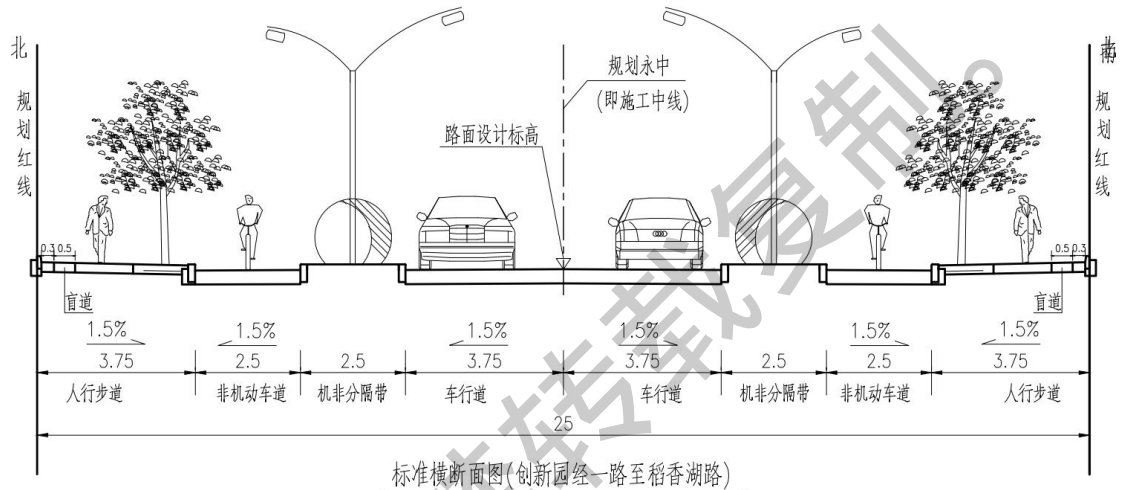 北
规划红线
规划永中
(即施工中线)
路面设计标高
规划红线
0.3 0.5
0.5 0.3
盲道
盲道
1.5% 1.5% 1.5% 1.5% 1.5% 1.5%
3.75 2.5 2.5 3.75 3.75 2.5 2.5 3.75
人行步道 非机动车道 机非分隔带 车行道 车行道 机非分隔带 非机动车道 人行步道
25
标准横断面图(创新园经一路至稻香湖路)
转载复制。